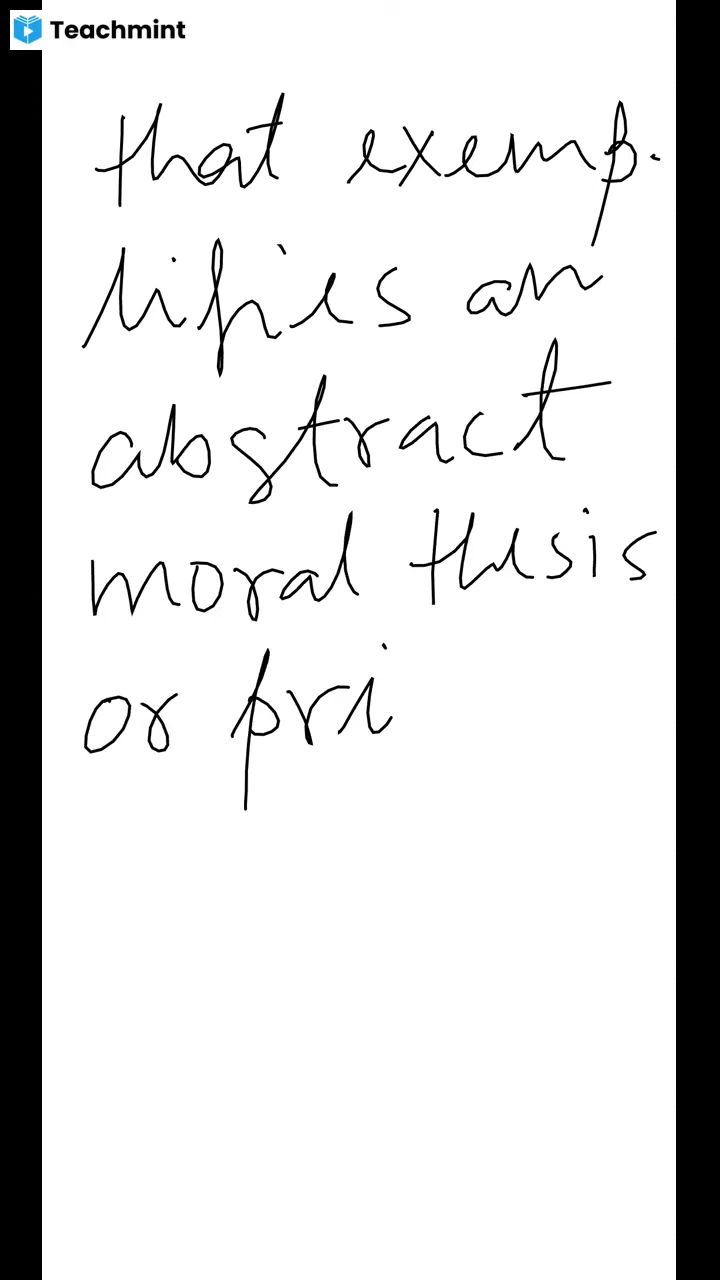 Teachmint
that exemp-
lifies an
abstract
moral thesis
or pri